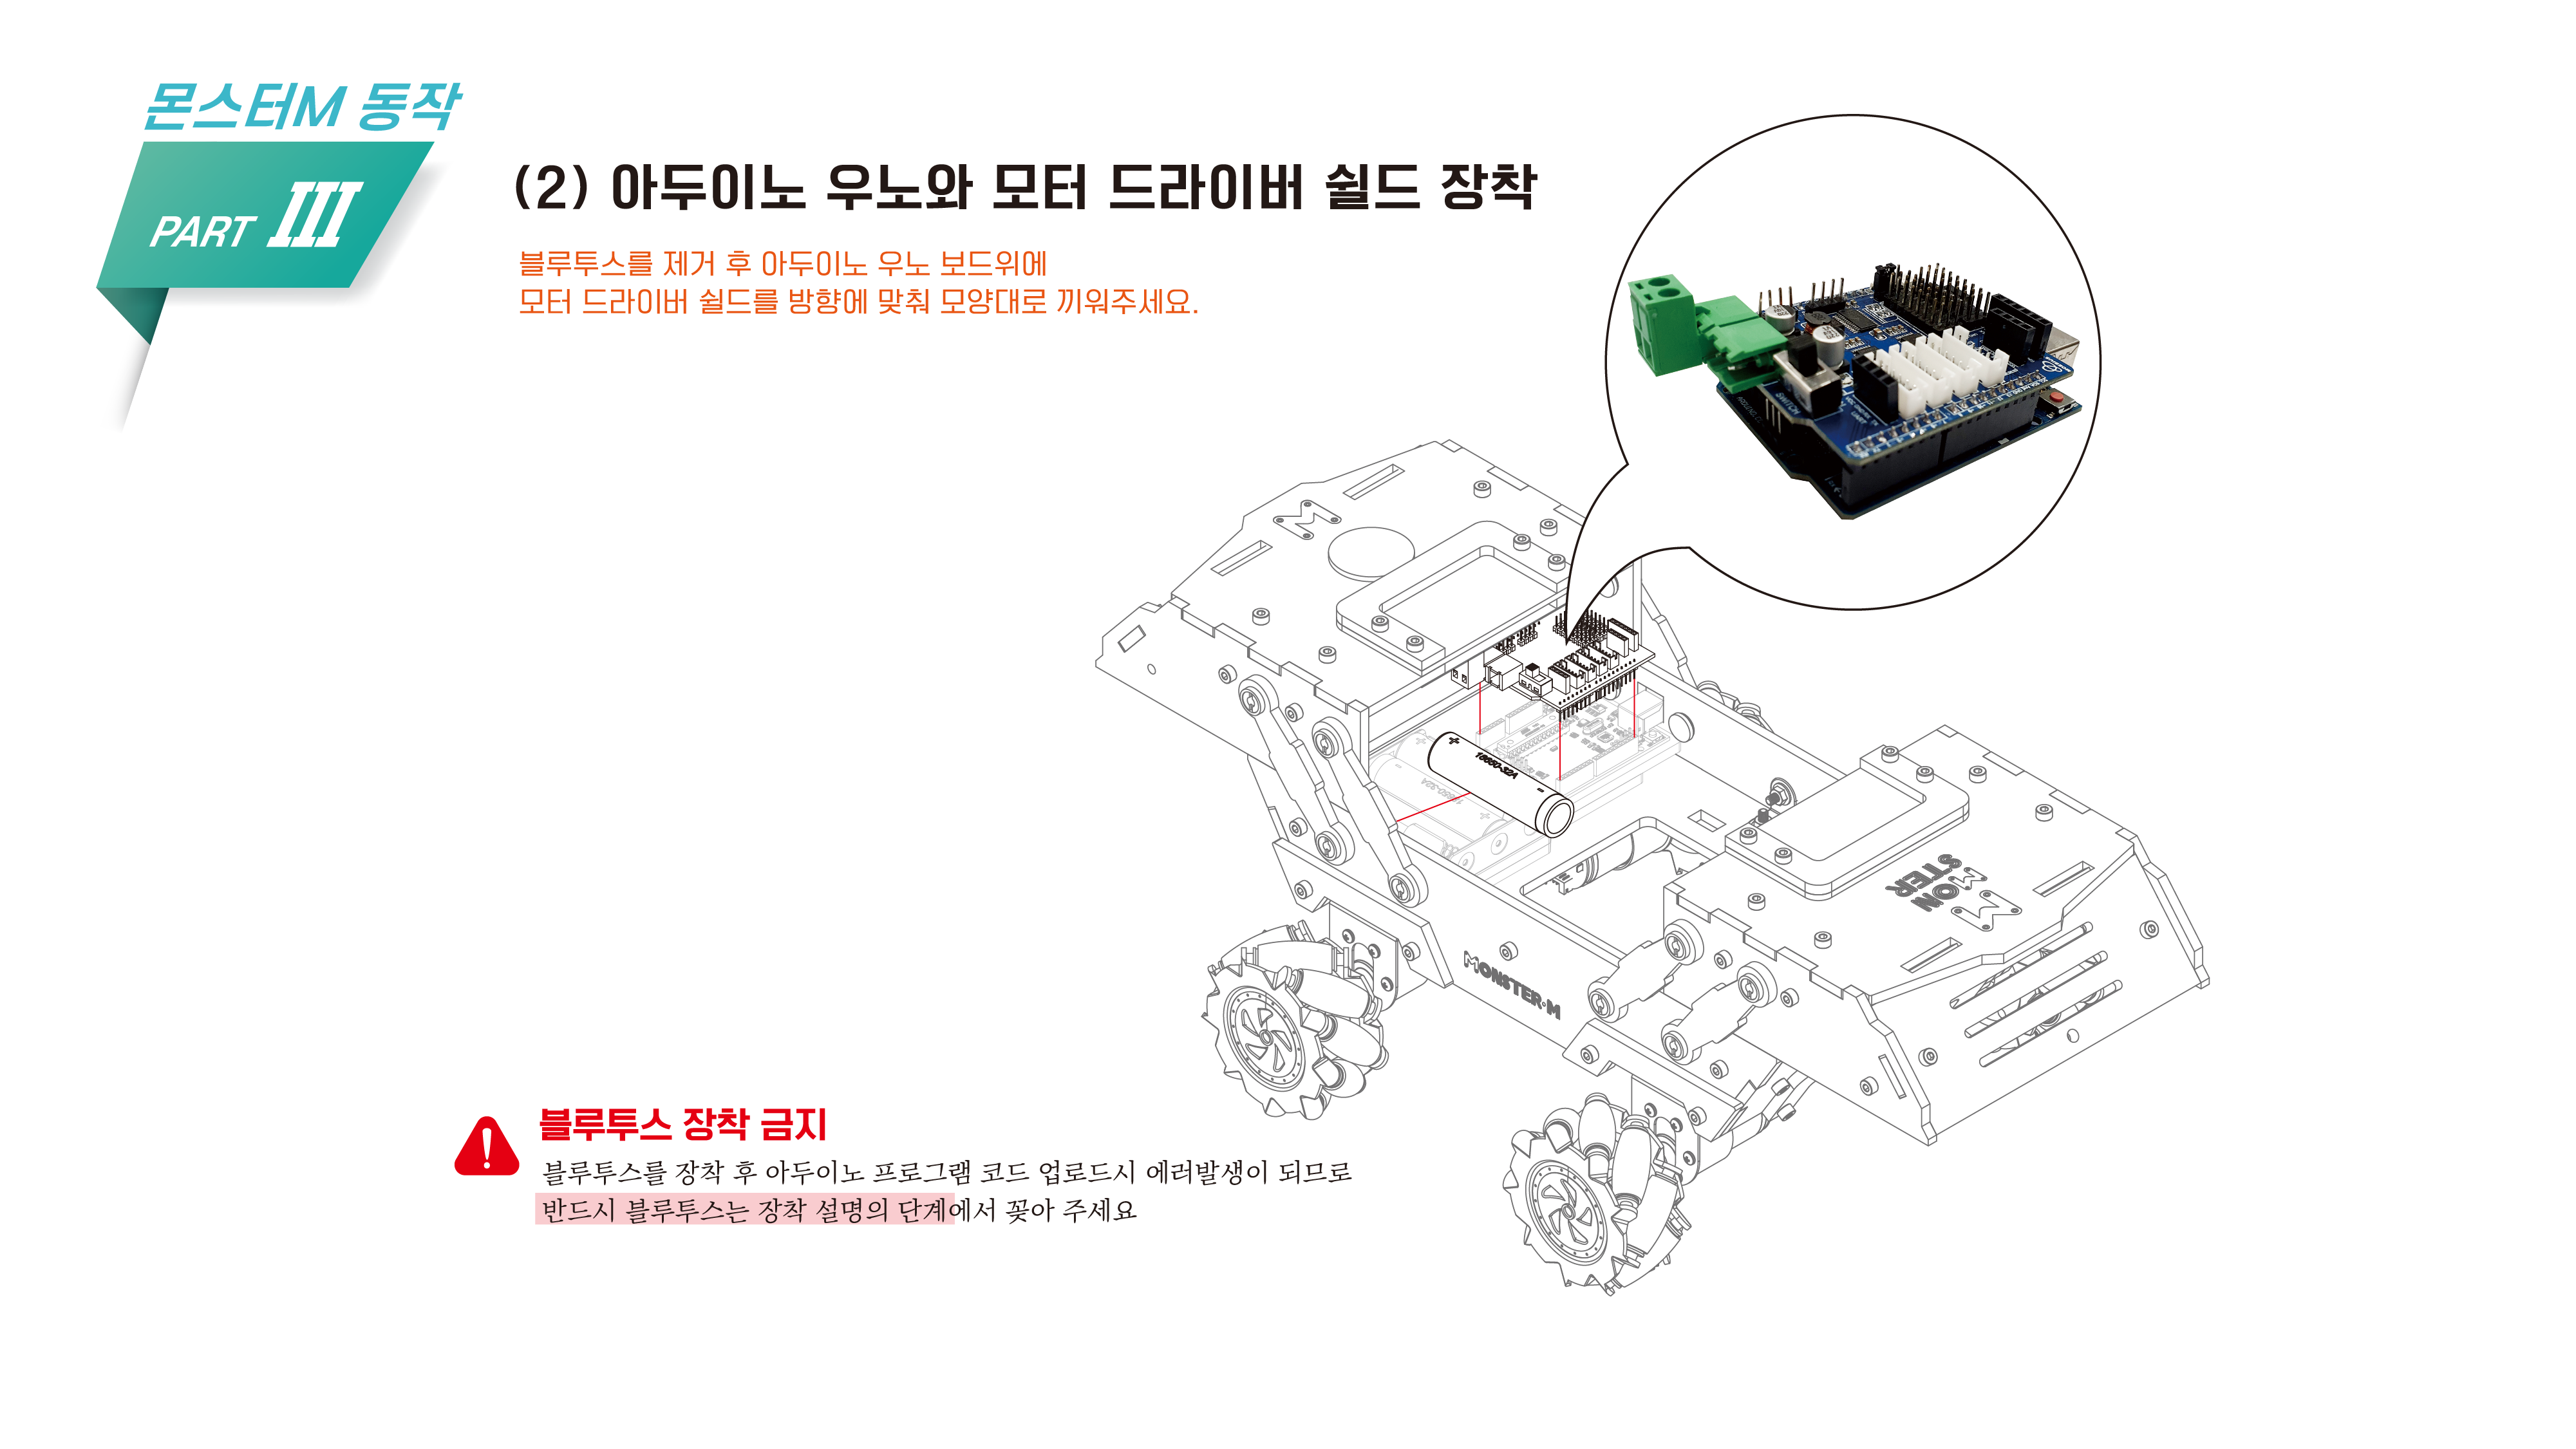 몬스터M 동작
PART III
(2) 아두이노 우노와 모터 드라이버 쉴드 장착
블루투스를 제거 후 아두이노 우노 보드위에
모터 드라이버 쉴드를 방향에 맞춰 모양대로 끼워주세요.
SWITCH
18650-32A
MON
STER
MONSTER·M
블루투스 장착 금지
블루투스를 장착 후 아두이노 프로그램 코드 업로드시 에러발생이 되므로
반드시 블루투스는 장착 설명의 단계에서 꽂아 주세요